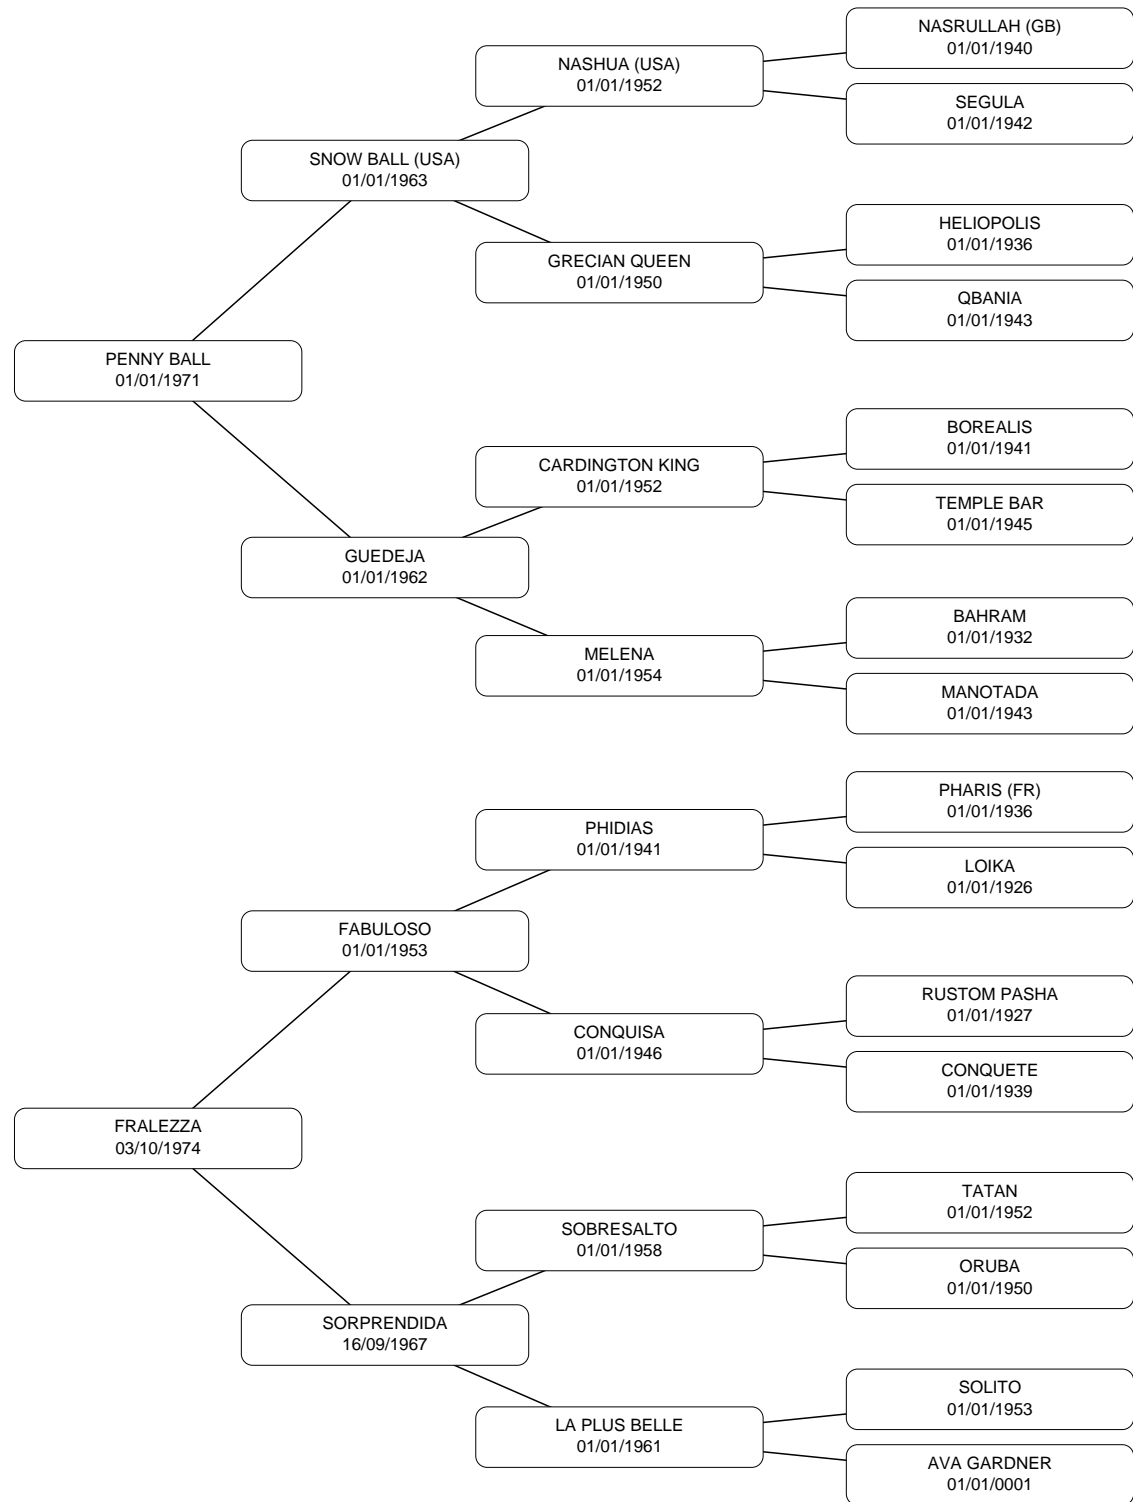 NASRULLAH (GB)
01/01/1940
NASHUA (USA)
01/01/1952
SEGULA
01/01/1942
SNOW BALL (USA)
01/01/1963
HELIOPOLIS
01/01/1936
GRECIAN QUEEN
01/01/1950
QBANIA
01/01/1943
PENNY BALL
01/01/1971
BOREALIS
01/01/1941
CARDINGTON KING
01/01/1952
TEMPLE BAR
01/01/1945
GUEDEJA
01/01/1962
BAHRAM
01/01/1932
MELENA
01/01/1954
MANOTADA
01/01/1943
PHARIS (FR)
01/01/1936
PHIDIAS
01/01/1941
LOIKA
01/01/1926
FABULOSO
01/01/1953
RUSTOM PASHA
01/01/1927
CONQUISA
01/01/1946
CONQUETE
01/01/1939
FRALEZZA
03/10/1974
TATAN
01/01/1952
SOBRESALTO
01/01/1958
ORUBA
01/01/1950
SORPRENDIDA
16/09/1967
SOLITO
01/01/1953
LA PLUS BELLE
01/01/1961
AVA GARDNER
01/01/0001